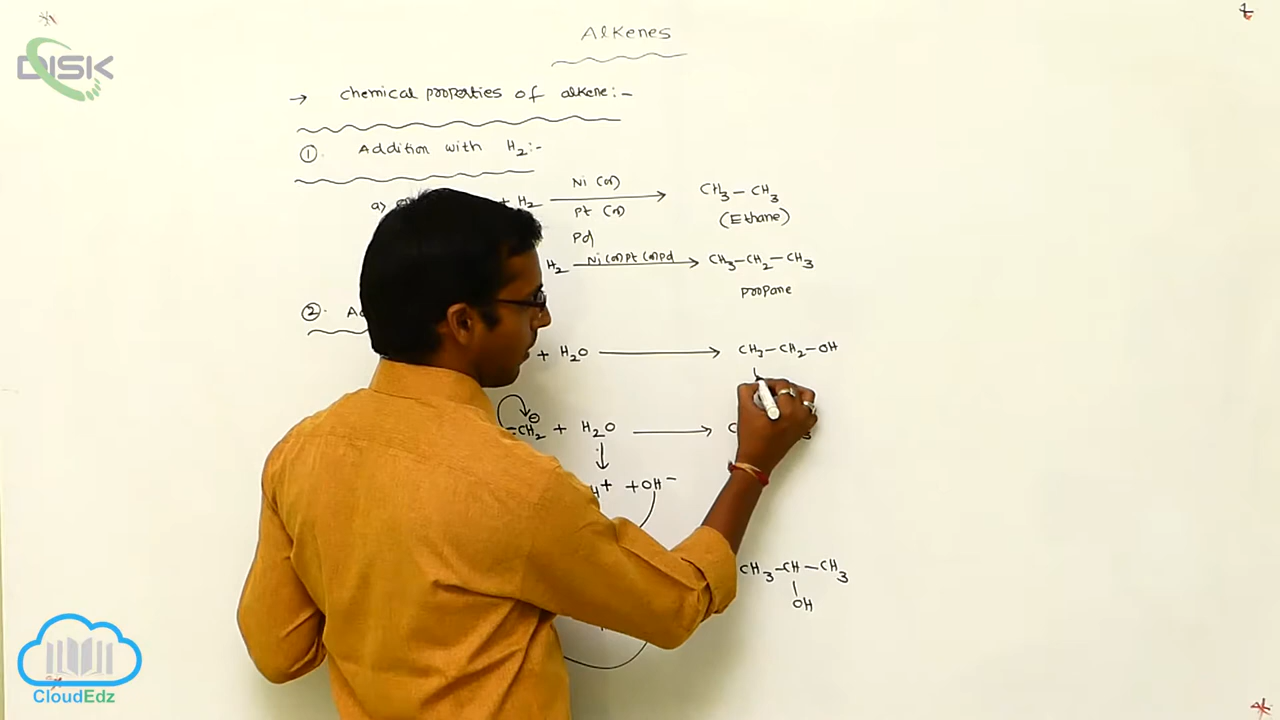 Alkenes
DISK
→ chemical properties of alkene:-
① . Addition with H₂:-
a)
+ H₂ Ni (or) Pt (or) Pd → CH₃ - CH₃
(Ethane)
H₂ Ni (or) Pt (or) Pd → CH₃-CH₂-CH₃
propane
② .
+ H₂O → CH₃-CH₂-OH
CH₂ ⊖ + H₂O →
↓
H⁺ + OH⁻
CH₃-CH-CH₃
OH
CloudEdz